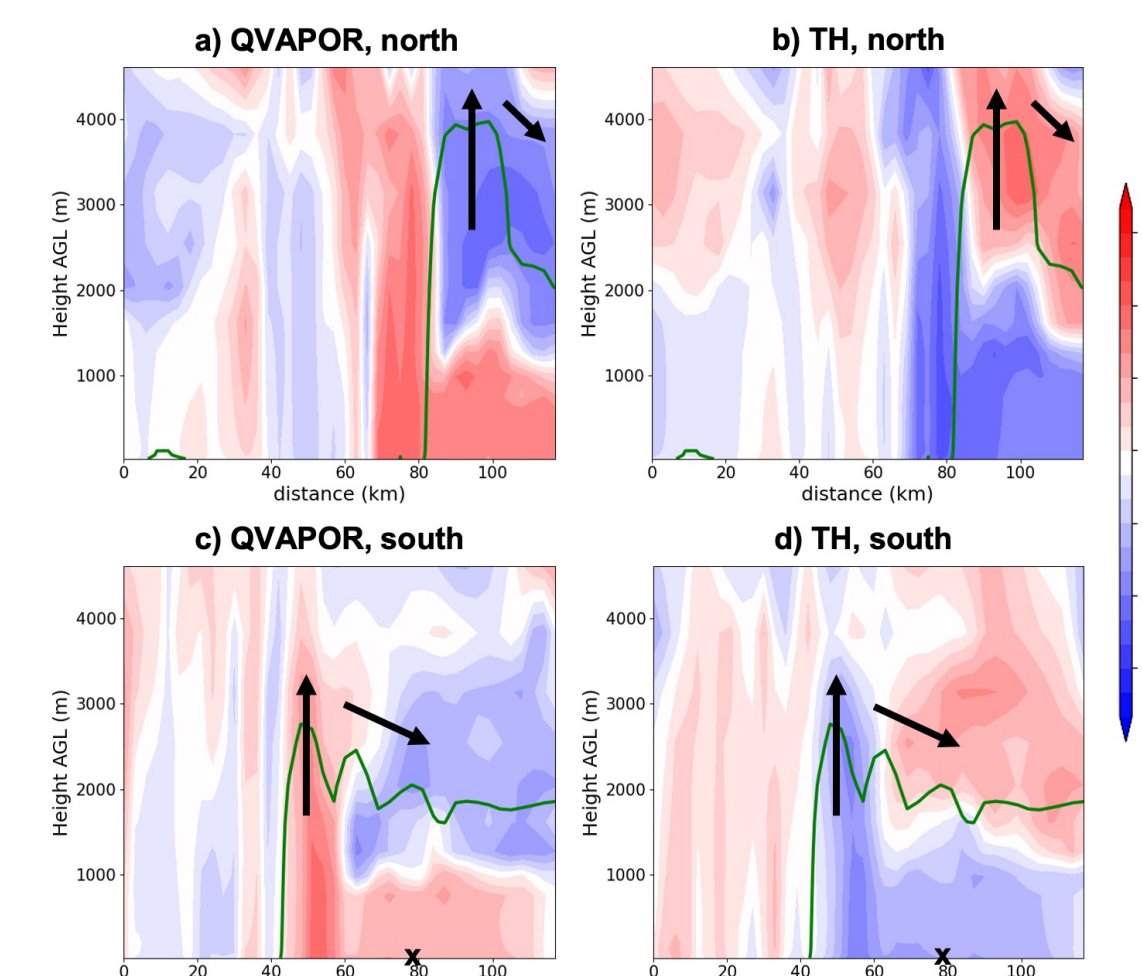 a) QVAPOR, north
b) TH, north
Height AGL (m)
4000
3000
2000
1000
0 20 40 60 80 100
distance (km)
Height AGL (m)
4000
3000
2000
1000
0 20 40 60 80 100
distance (km)
c) QVAPOR, south
d) TH, south
Height AGL (m)
4000
3000
2000
1000
x
0 20 40 60 80 100
Height AGL (m)
4000
3000
2000
1000
x
0 20 40 60 80 100